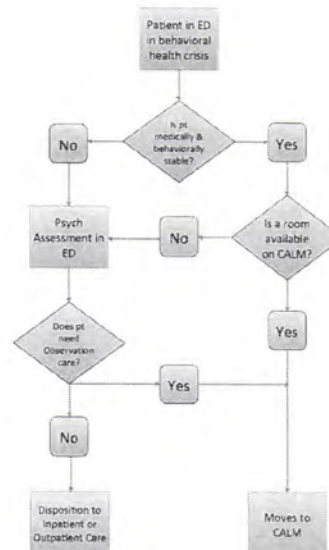 Patient in ED
in behavioral
health crisis
Is pt
medically &
behaviorally
stable?
No
Yes
Psych
Assessment in
ED
No
Is a room
available
on CALM?
Does pt
need
Observation
care?
Yes
Yes
No
Disposition to
Inpatient or
Outpatient Care
Moves to
CALM